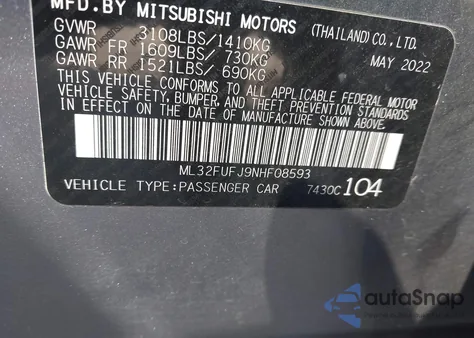 MFD.BY MITSUBISHI MOTORS (THAILAND) CO., LTD.
GVWR 3108LBS/1410KG MAY 2022
GAWR FR 1609LBS/ 730KG
GAWR RR 1521LBS/ 690KG
THIS VEHICLE CONFORMS TO ALL APPLICABLE FEDERAL MOTOR
VEHICLE SAFETY, BUMPER, AND THEFT PREVENTION STANDARDS
IN EFFECT ON THE DATE OF MANUFACTURE SHOWN ABOVE.
ML32FUFJ9NHF08593
VEHICLE TYPE:PASSENGER CAR 7430C 104
autoSnap